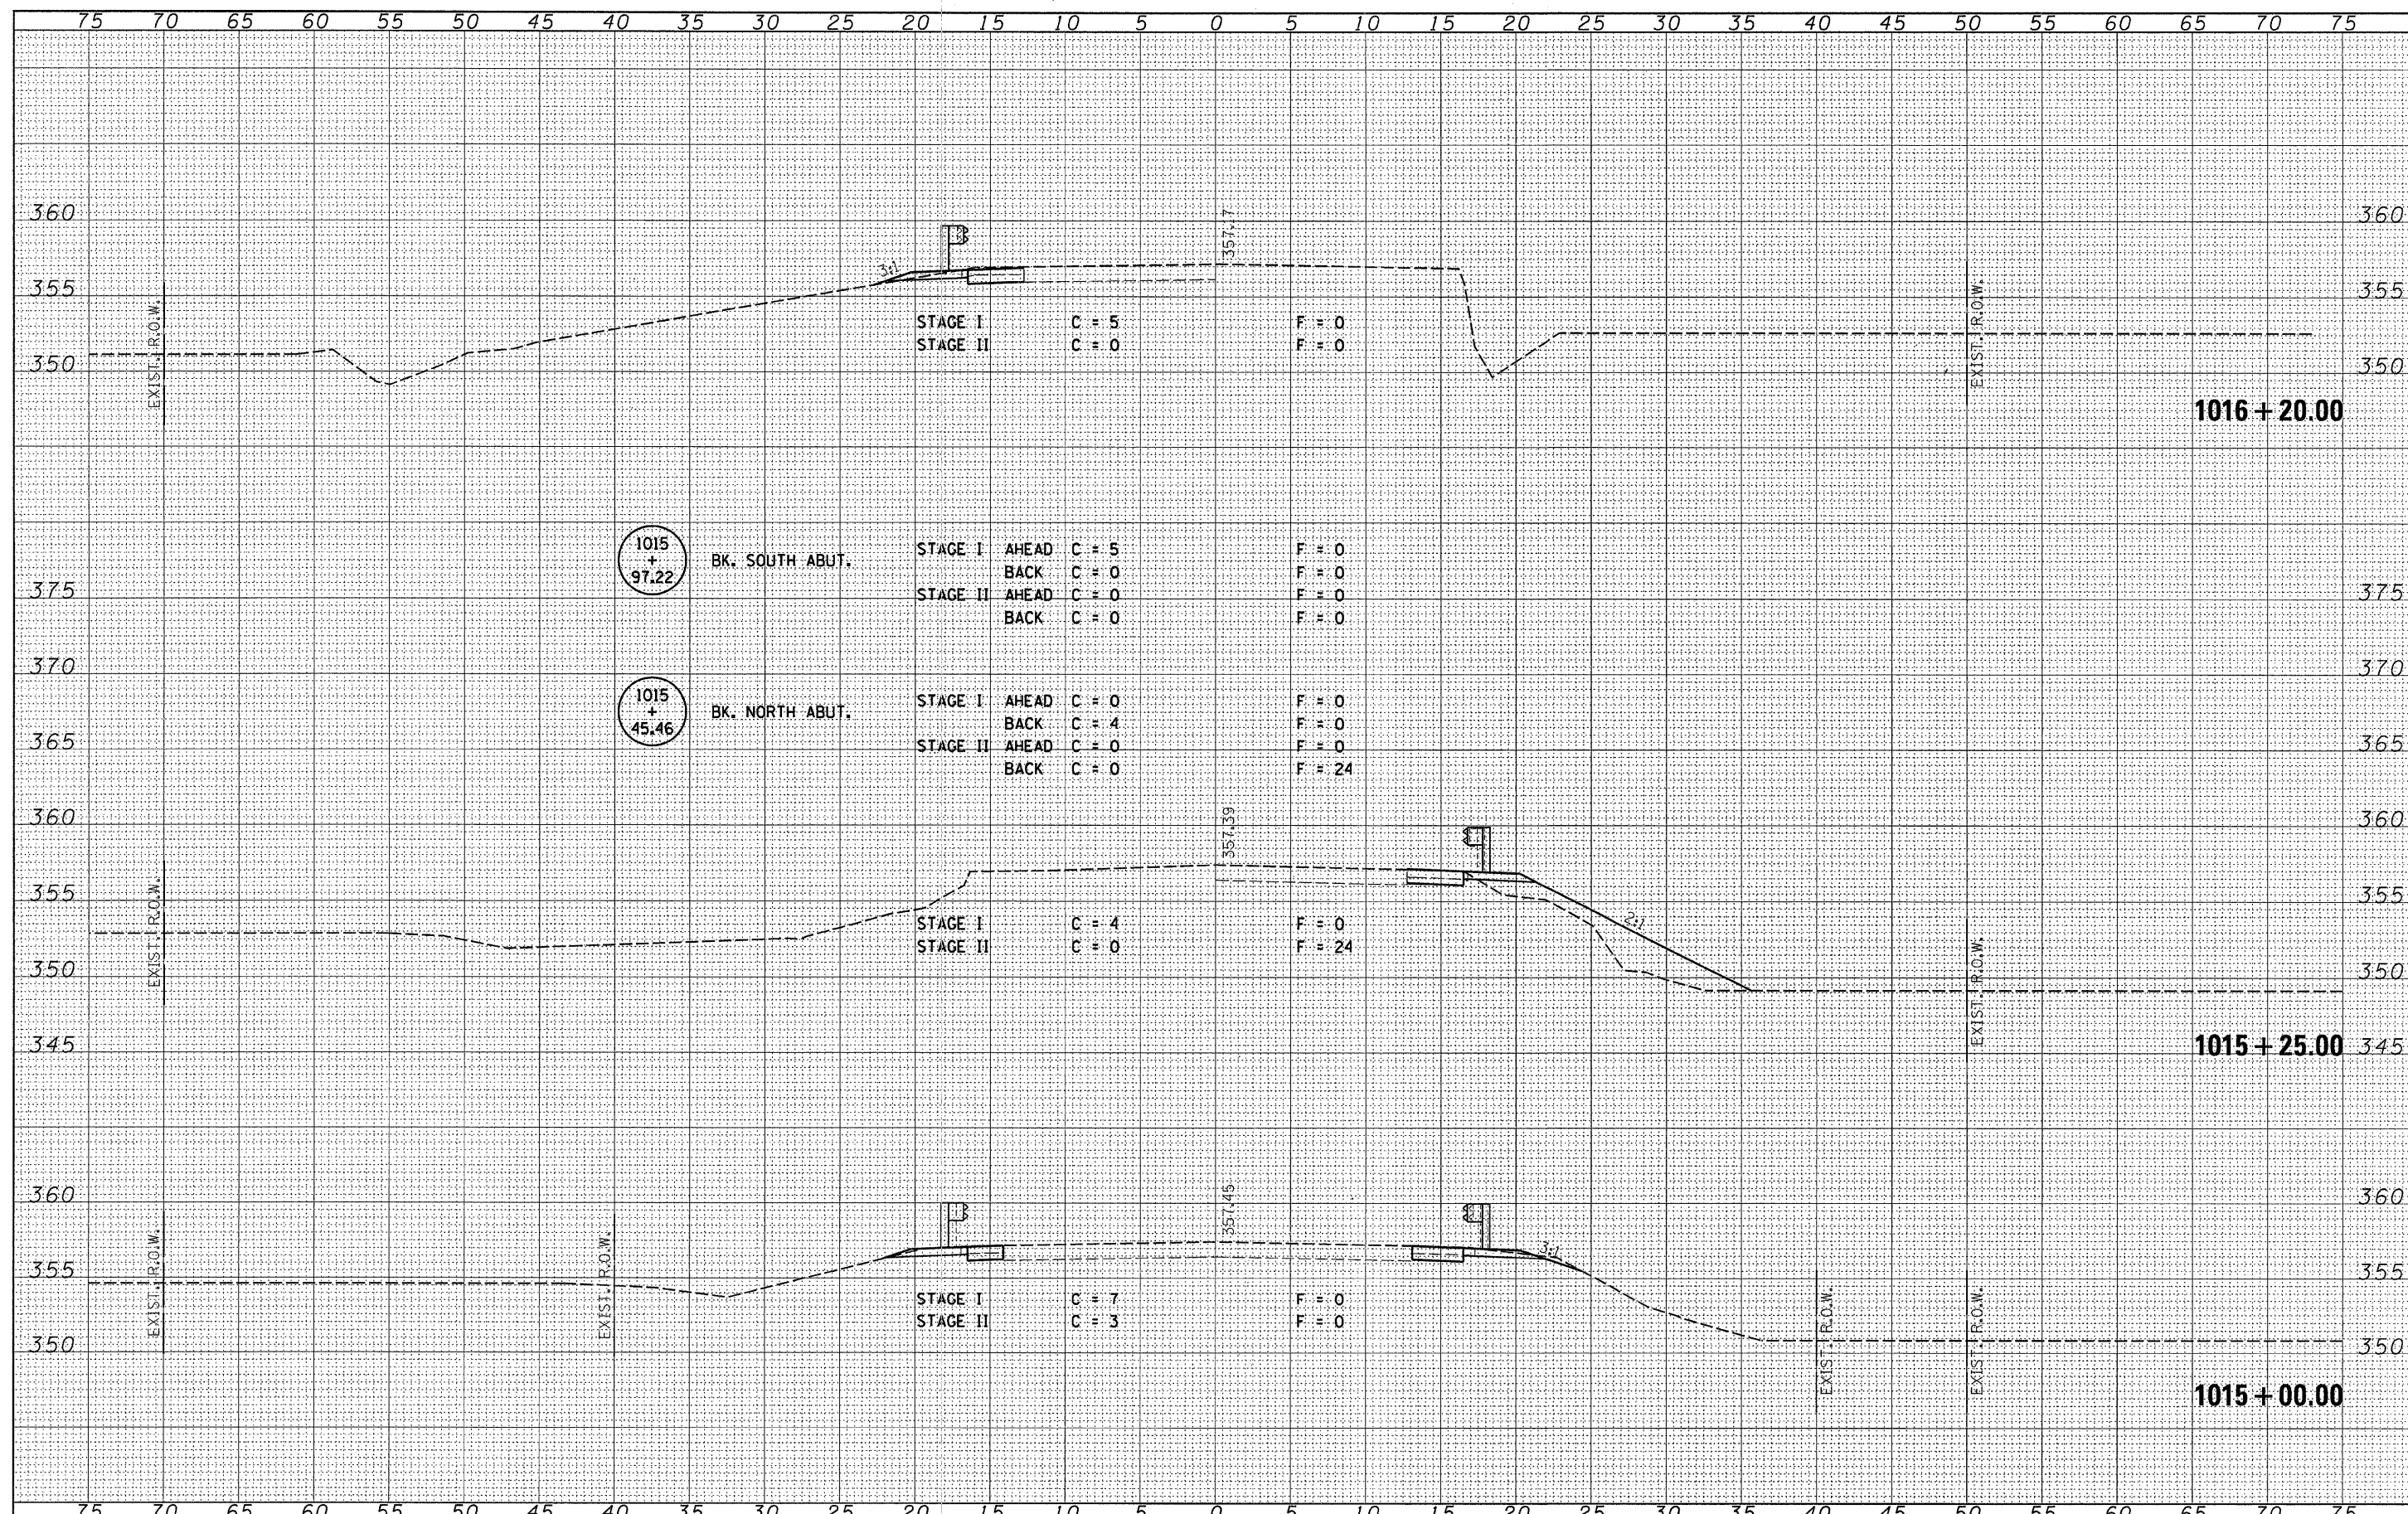 75 70 65 60 55 50 45 40 35 30 25 20 15 10 5 0 5 10 15 20 25 30 35 40 45 50 55 60 65 70 75
360 357.7 360
3:1
355 355
EXIST. R.O.W. STAGE I C = 5 F = 0 EXIST. R.O.W.
STAGE II C = 0 F = 0
350 350
1016 + 20.00
1015 + 97.22 BK. SOUTH ABUT.
STAGE I AHEAD C = 5 F = 0
BACK C = 0 F = 0
375 STAGE II AHEAD C = 0 F = 0 375
BACK C = 0 F = 0
370 370
1015 + 45.46 BK. NORTH ABUT.
STAGE I AHEAD C = 0 F = 0
BACK C = 4 F = 0
365 STAGE II AHEAD C = 0 F = 0 365
BACK C = 0 F = 24
360 357.39 360
355 355
EXIST. R.O.W. STAGE I C = 4 F = 0 2:1
STAGE II C = 0 F = 24 EXIST. R.O.W.
350 350
345 1015 + 25.00 345
360 357.45 360
EXIST. R.O.W. EXIST. R.O.W. 3:1
355 355
STAGE I C = 7 F = 0
STAGE II C = 3 F = 0 EXIST. R.O.W. EXIST. R.O.W.
350 350
1015 + 00.00
75 70 65 60 55 50 45 40 35 30 25 20 15 10 5 0 5 10 15 20 25 30 35 40 45 50 55 60 65 70 75